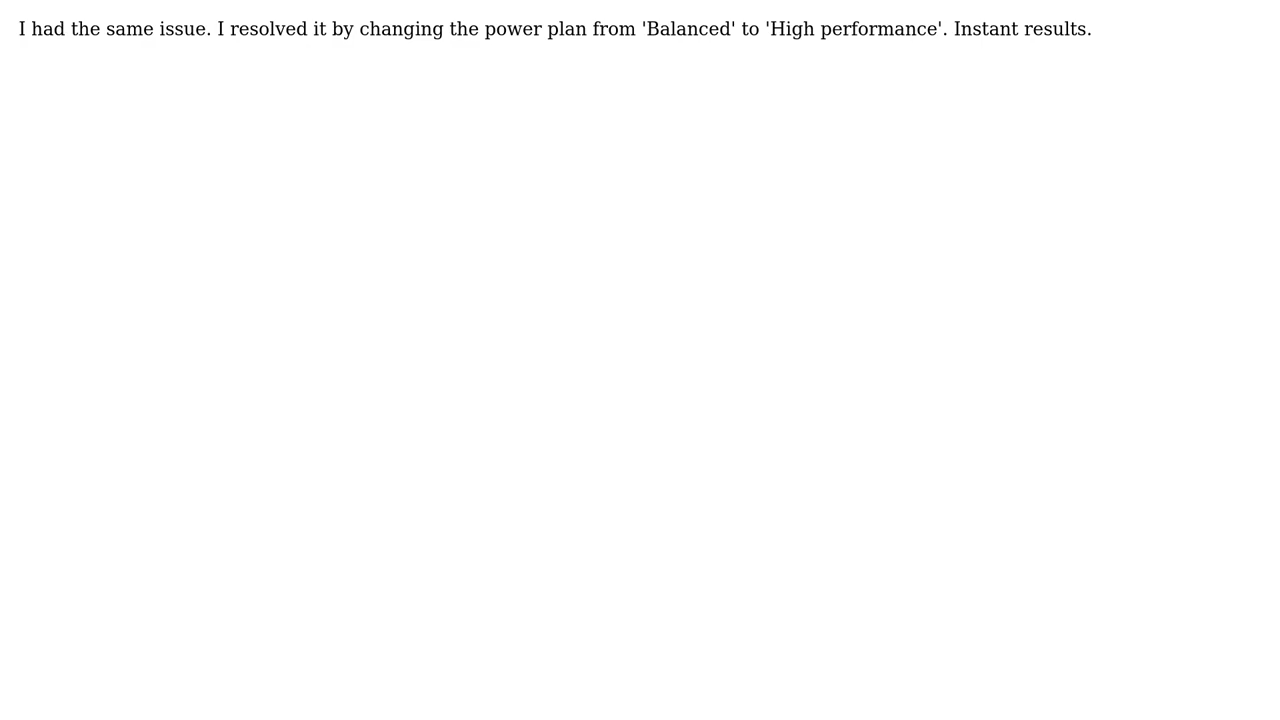 I had the same issue. I resolved it by changing the power plan from 'Balanced' to 'High performance'. Instant results.